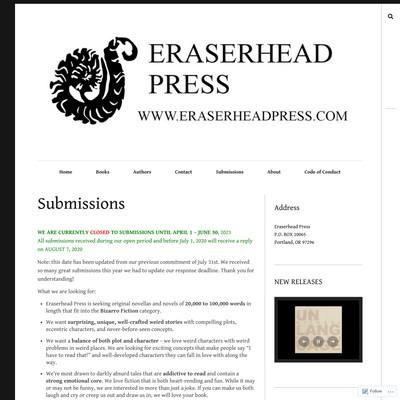 ERASERHEAD
PRESS
WWW.ERASERHEADPRESS.COM
Home Books Authors Contact Submissions About Code of Conduct
Submissions
WE ARE CURRENTLY CLOSED TO SUBMISSIONS UNTIL APRIL 1 – JUNE 30, 2021
All submissions received during our open period and before July 1, 2020 will receive a reply
on AUGUST 7, 2020
Note: this date has been updated from our previous commitment of July 31st. We received
so many great submissions this year we had to update our response deadline. Thank you for
understanding!
What we are looking for:
• Eraserhead Press is seeking original novellas and novels of 20,000 to 100,000 words in
length that fit into the Bizarro Fiction category.
• We want surprising, unique, well-crafted weird stories with compelling plots,
eccentric characters, and never-before-seen concepts.
• We want a balance of both plot and character – we love weird characters with weird
problems in weird places. We are looking for exciting concepts that make people say "I
have to read that!" and well-developed characters they can fall in love with along the
way.
• We're most drawn to darkly absurd tales that are addictive to read and contain a
strong emotional core. We love fiction that is both heart-rending and fun. While it may
or may not be funny, we are interested in more than just a joke. If you can make us both
laugh and cry or creep us out and draw us in, we will love your book.
Address
Eraserhead Press
P.O. BOX 10065
Portland, OR 97296
NEW RELEASES
UN
LANG
Follow